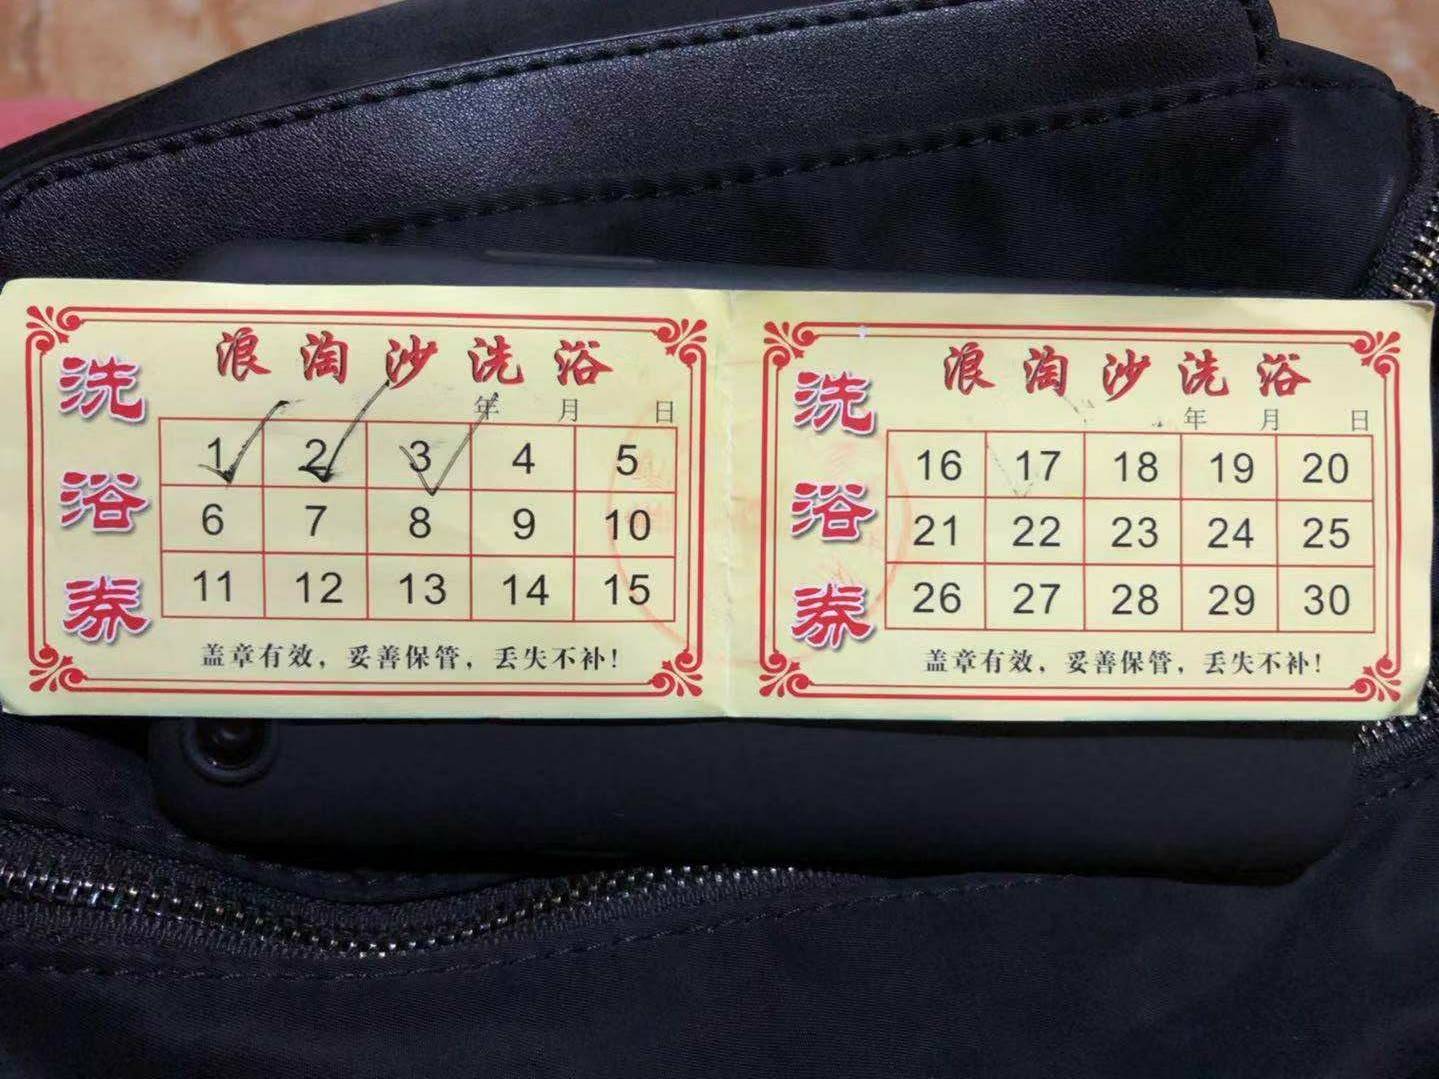 洗浴券
浪淘沙洗浴
年 月 日
1 2 3 4 5
6 7 8 9 10
11 12 13 14 15
盖章有效，妥善保管，丢失不补！
洗浴券
浪淘沙洗浴
年 月 日
16 17 18 19 20
21 22 23 24 25
26 27 28 29 30
盖章有效，妥善保管，丢失不补！